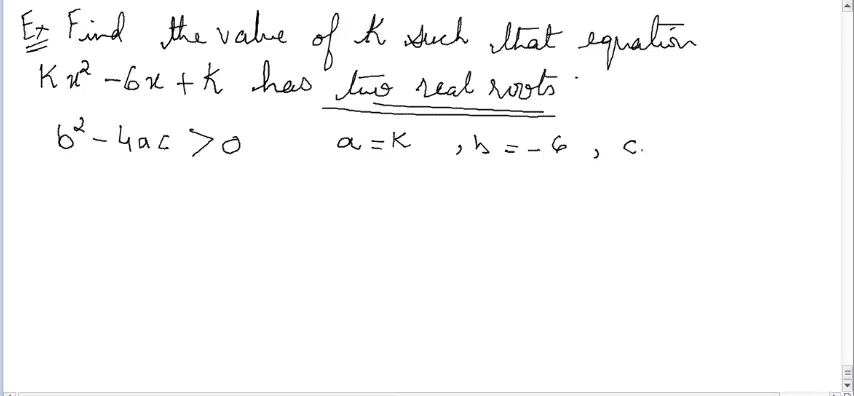 Ex Find the value of K such that equation
Kx² - 6x + K has two real roots.
b² - 4ac > 0 a = K , b = - 6 , c.